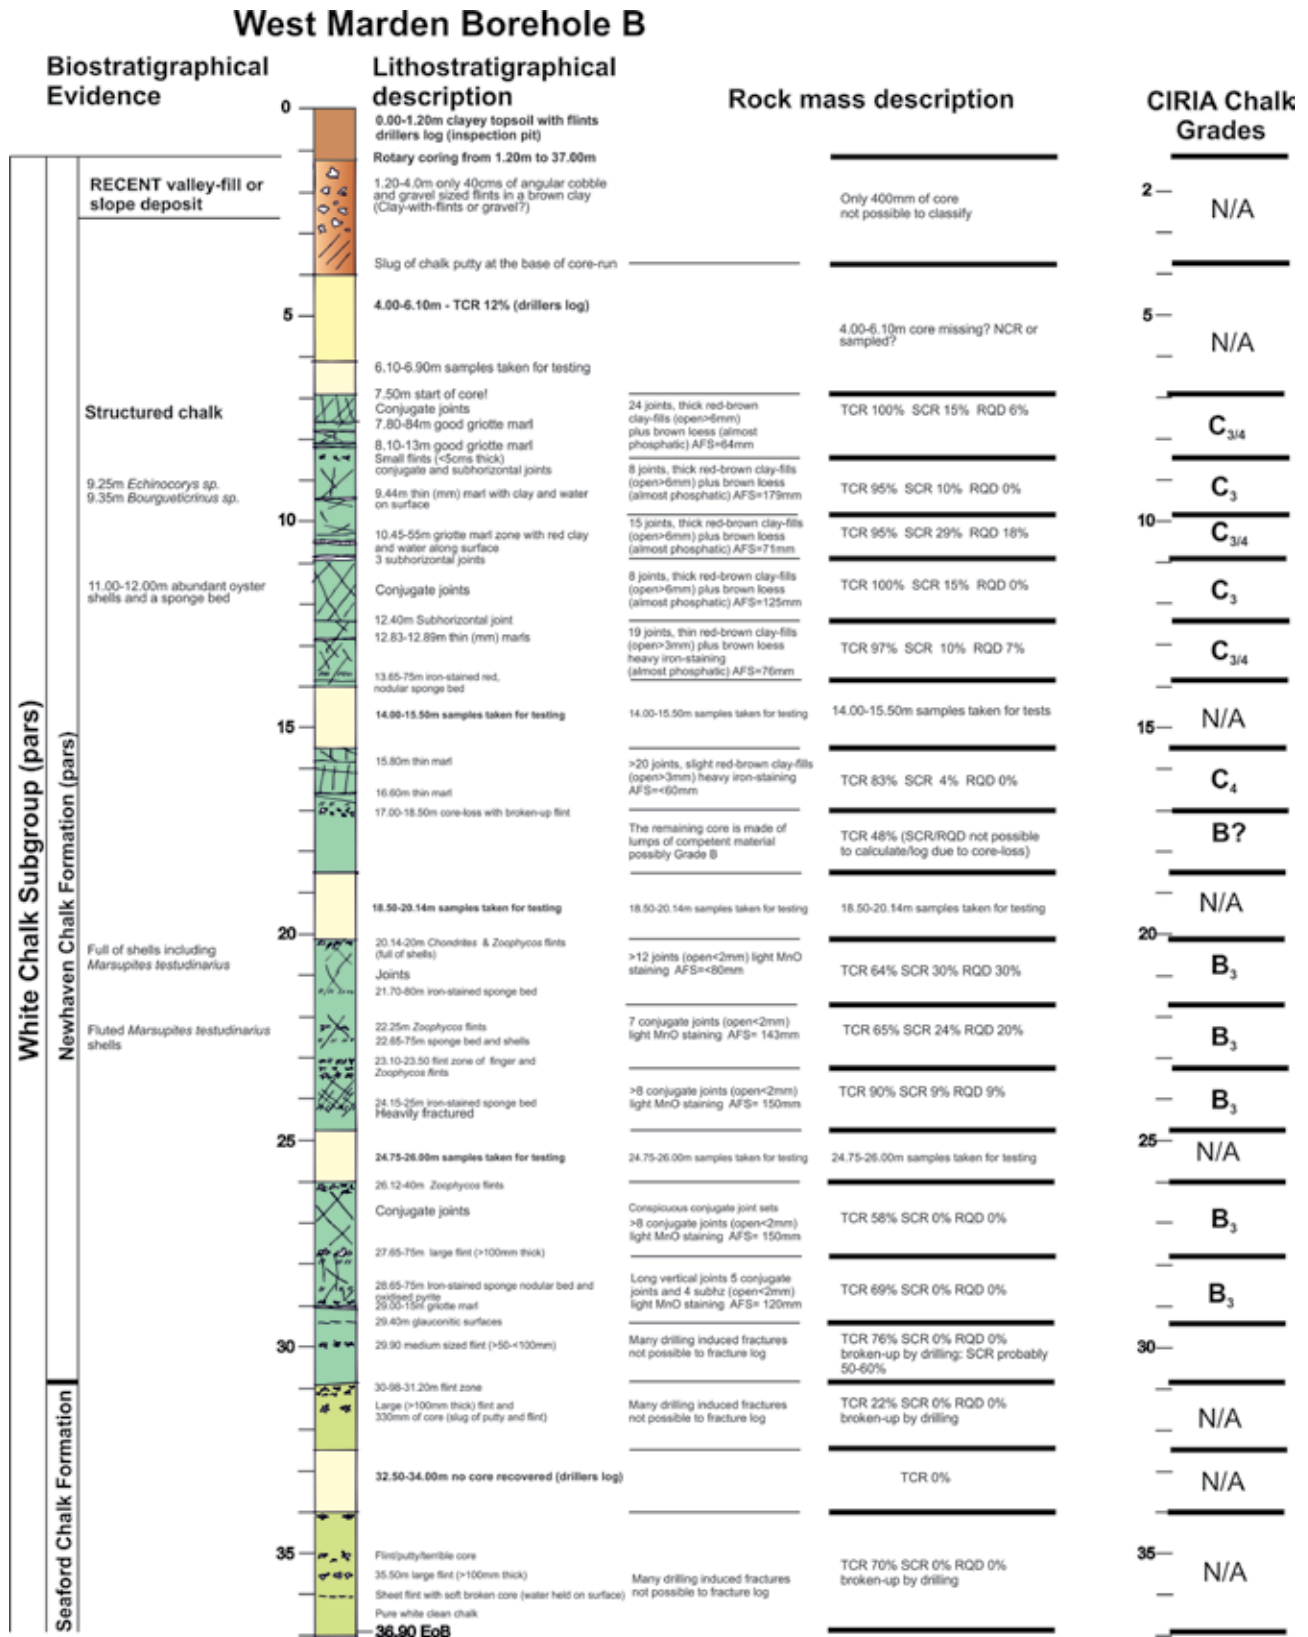 West Marden Borehole B
Biostratigraphical
Evidence
Lithostratigraphical
description
Rock mass description
CIRIA Chalk
Grades
White Chalk Subgroup (pars)
Newhaven Chalk Formation (pars)
Seaford Chalk Formation
RECENT valley-fill or
slope deposit
Structured chalk
9.25m Echinocorys sp.
9.35m Bourgueticrinus sp.
11.00-12.00m abundant oyster
shells and a sponge bed
Full of shells including
Marsupites testudinarius
Fluted Marsupites testudinarius
shells
0
5
10
15
20
25
30
35
0.00-1.20m clayey topsoil with flints
drillers log (inspection pit)
Rotary coring from 1.20m to 37.00m
1.20-4.0m only 40cms of angular cobble
and gravel sized flints in a brown clay
(Clay-with-flints or gravel?)
Slug of chalk putty at the base of core-run
4.00-6.10m - TCR 12% (drillers log)
6.10-6.90m samples taken for testing
7.50m start of core!
Conjugate joints
7.80-84m good griotte marl
8.10-13m good griotte marl
Small flints (<5cms thick)
conjugate and subhorizontal joints
9.44m thin (mm) marl with clay and water
on surface
10.45-55m griotte marl zone with red clay
and water along surface
3 subhorizontal joints
Conjugate joints
12.40m Subhorizontal joint
12.83-12.89m thin (mm) marls
13.65-75m iron-stained red,
nodular sponge bed
14.00-15.50m samples taken for testing
15.80m thin marl
16.60m thin marl
17.00-18.50m core-loss with broken-up flint
18.50-20.14m samples taken for testing
20.14-20m Chondrites & Zoophycos flints
(full of shells)
Joints
21.70-80m iron-stained sponge bed
22.25m Zoophycos flints
22.65-75m sponge bed and shells
23.10-23.50 flint zone of finger and
Zoophycos flints
24.15-25m iron-stained sponge bed
Heavily fractured
24.75-26.00m samples taken for testing
26.12-40m Zoophycos flints
Conjugate joints
27.65-75m large flint (>100mm thick)
28.65-75m Iron-stained sponge nodular bed and
oxidised pyrite
29.00-15m griotte marl
29.40m glauconitic surfaces
29.90 medium sized flint (>50-<100mm)
30-98-31.20m flint zone
Large (>100mm thick) flint and
330mm of core (slug of putty and flint)
32.50-34.00m no core recovered (drillers log)
Flint/putty/terrible core
35.50m large flint (>100mm thick)
Sheet flint with soft broken core (water held on surface)
Pure white clean chalk
36.90 EoB
24 joints, thick red-brown
clay-fills (open>6mm)
plus brown loess (almost
phosphatic) AFS=64mm
8 joints, thick red-brown clay-fills
(open>6mm) plus brown loess
(almost phosphatic) AFS=179mm
15 joints, thick red-brown clay-fills
(open>6mm) plus brown loess
(almost phosphatic) AFS=71mm
8 joints, thick red-brown clay-fills
(open>6mm) plus brown loess
(almost phosphatic) AFS=125mm
19 joints, thin red-brown clay-fills
(open>3mm) plus brown loess
heavy iron-staining
(almost phosphatic) AFS=76mm
14.00-15.50m samples taken for testing
>20 joints, slight red-brown clay-fills
(open>3mm) heavy iron-staining
AFS=<60mm
The remaining core is made of
lumps of competent material
possibly Grade B
18.50-20.14m samples taken for testing
>12 joints (open<2mm) light MnO
staining AFS=<80mm
7 conjugate joints (open<2mm)
light MnO staining AFS= 143mm
>8 conjugate joints (open<2mm)
light MnO staining AFS= 150mm
24.75-26.00m samples taken for testing
Conspicuous conjugate joint sets
>8 conjugate joints (open<2mm)
light MnO staining AFS= 150mm
Long vertical joints 5 conjugate
joints and 4 subhz (open<2mm)
light MnO staining AFS= 120mm
Many drilling induced fractures
not possible to fracture log
Many drilling induced fractures
not possible to fracture log
Many drilling induced fractures
not possible to fracture log
Only 400mm of core
not possible to classify
4.00-6.10m core missing? NCR or
sampled?
TCR 100% SCR 15% RQD 6%
TCR 95% SCR 10% RQD 0%
TCR 95% SCR 29% RQD 18%
TCR 100% SCR 15% RQD 0%
TCR 97% SCR 10% RQD 7%
14.00-15.50m samples taken for tests
TCR 83% SCR 4% RQD 0%
TCR 48% (SCR/RQD not possible
to calculate/log due to core-loss)
18.50-20.14m samples taken for testing
TCR 64% SCR 30% RQD 30%
TCR 65% SCR 24% RQD 20%
TCR 90% SCR 9% RQD 9%
24.75-26.00m samples taken for testing
TCR 58% SCR 0% RQD 0%
TCR 69% SCR 0% RQD 0%
TCR 76% SCR 0% RQD 0%
broken-up by drilling: SCR probably
50-60%
TCR 22% SCR 0% RQD 0%
broken-up by drilling
TCR 0%
TCR 70% SCR 0% RQD 0%
broken-up by drilling
2
5
10
15
20
25
30
35
N/A
N/A
C3/4
C3
C3/4
C3
C3/4
N/A
C4
B?
N/A
B3
B3
B3
N/A
B3
B3
N/A
N/A
N/A